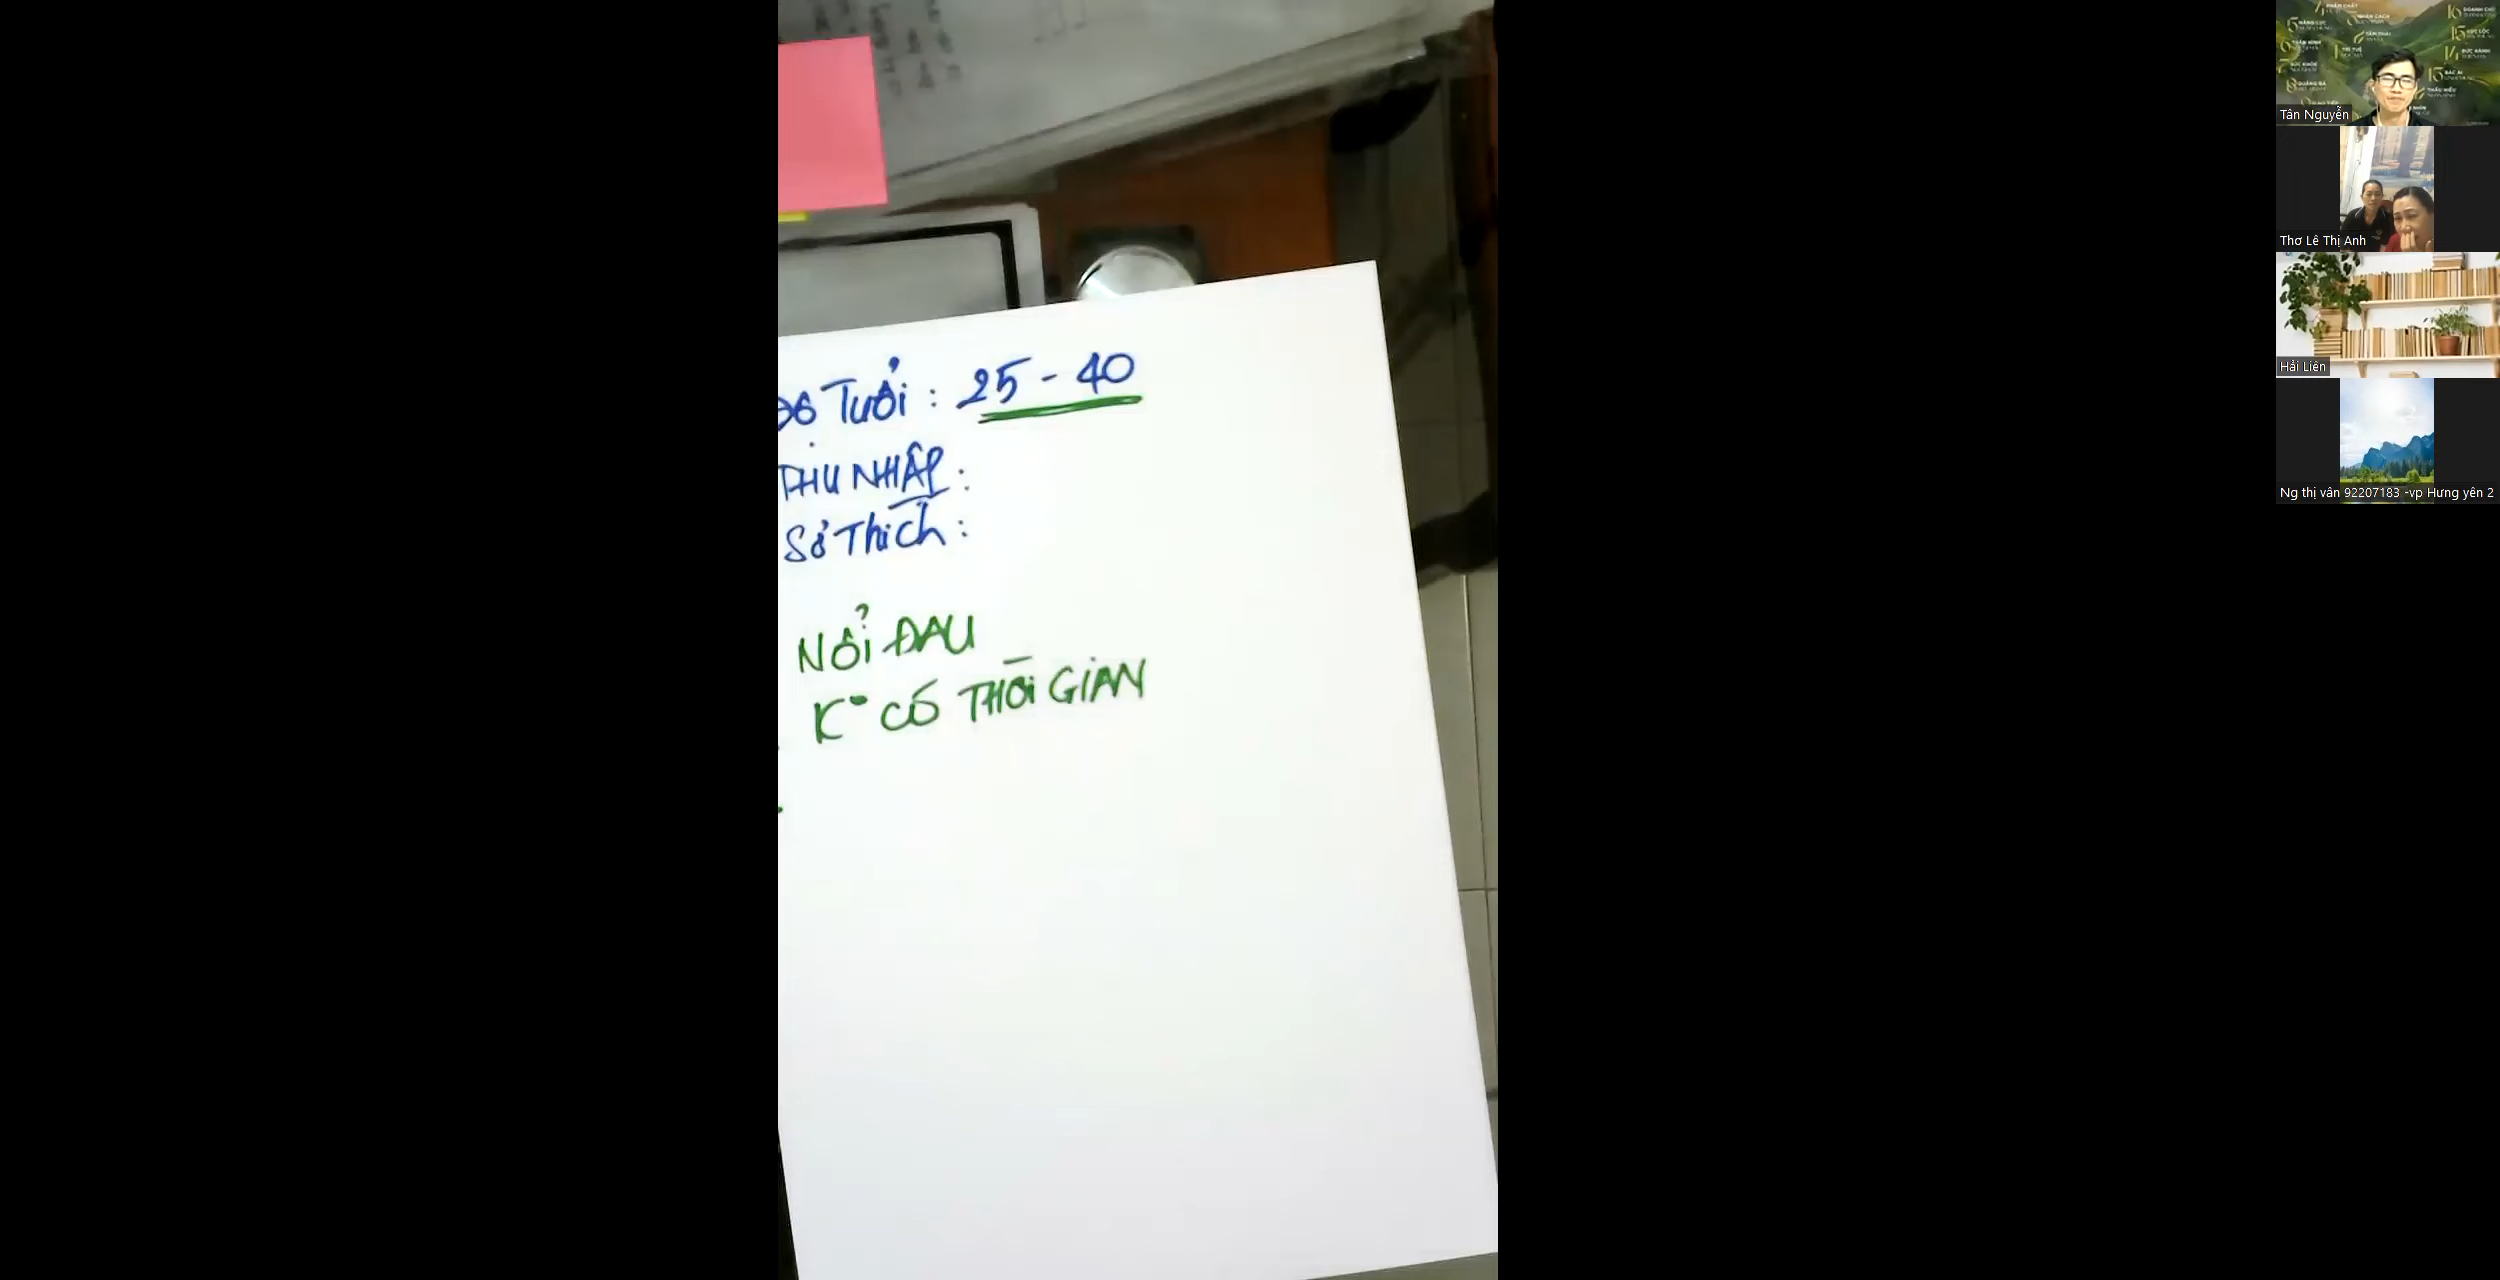 Độ Tuổi : 25 - 40
THU NHẬP :
Sở Thích :
NỔI ĐAU
K° CÓ THỜI GIAN
Tân Nguyễn
Thơ Lê Thị Anh
Hải Liên
Ng thị vân 92207183 -vp Hưng yên 2